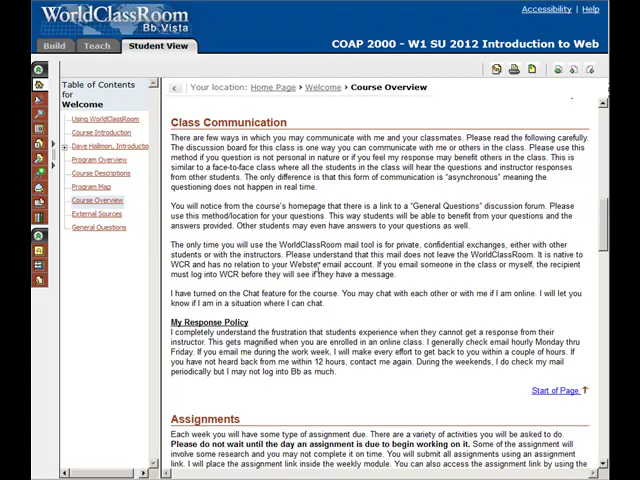 WorldClassRoom
Bb Vista
Accessibility | Help
Build
Teach
Student View
COAP 2000 - W1 SU 2012 Introduction to Web
Table of Contents
for
Welcome
Using WorldClassRoom
Course Introduction
Dave Hallmon, Introductio
Program Overview
Course Descriptions
Program Map
Course Overview
External Sources
General Questions
Your location: Home Page › Welcome › Course Overview
Class Communication
There are few ways in which you may communicate with me and your classmates. Please read the following carefully.
The discussion board for this class is one way you can communicate with me or others in the class. Please use this
method if you question is not personal in nature or if you feel my response may benefit others in the class. This is
similar to a face-to-face class where all the students in the class will hear the questions and instructor responses
from other students. The only difference is that this form of communication is "asynchronous" meaning the
questioning does not happen in real time.
You will notice from the course's homepage that there is a link to a "General Questions" discussion forum. Please
use this method/location for your questions. This way students will be able to benefit from your questions and the
answers provided. Other students may even have answers to your questions as well.
The only time you will use the WorldClassRoom mail tool is for private, confidential exchanges, either with other
students or with the instructors. Please understand that this mail does not leave the WorldClassRoom. It is native to
WCR and has no relation to your Webster email account. If you email someone in the class or myself, the recipient
must log into WCR before they will see if they have a message.
I have turned on the Chat feature for the course. You may chat with each other or with me if I am online. I will let you
know if I am in a situation where I can chat.
My Response Policy
I completely understand the frustration that students experience when they cannot get a response from their
instructor. This gets magnified when you are enrolled in an online class. I generally check email hourly Monday thru
Friday. If you email me during the work week, I will make every effort to get back to you within a couple of hours. If
you have not heard back from me within 12 hours, contact me again. During the weekends, I do check my mail
periodically but I may not log into Bb as much.
Start of Page
Assignments
Each week you will have some type of assignment due. There are a variety of activities you will be asked to do.
Please do not wait until the day an assignment is due to begin working on it. Some of the assignment
will involve some research and you may not complete it on time. You will submit all assignments using an assignment
link. I will place the assignment link inside the weekly module. You can also access the assignment link by using the